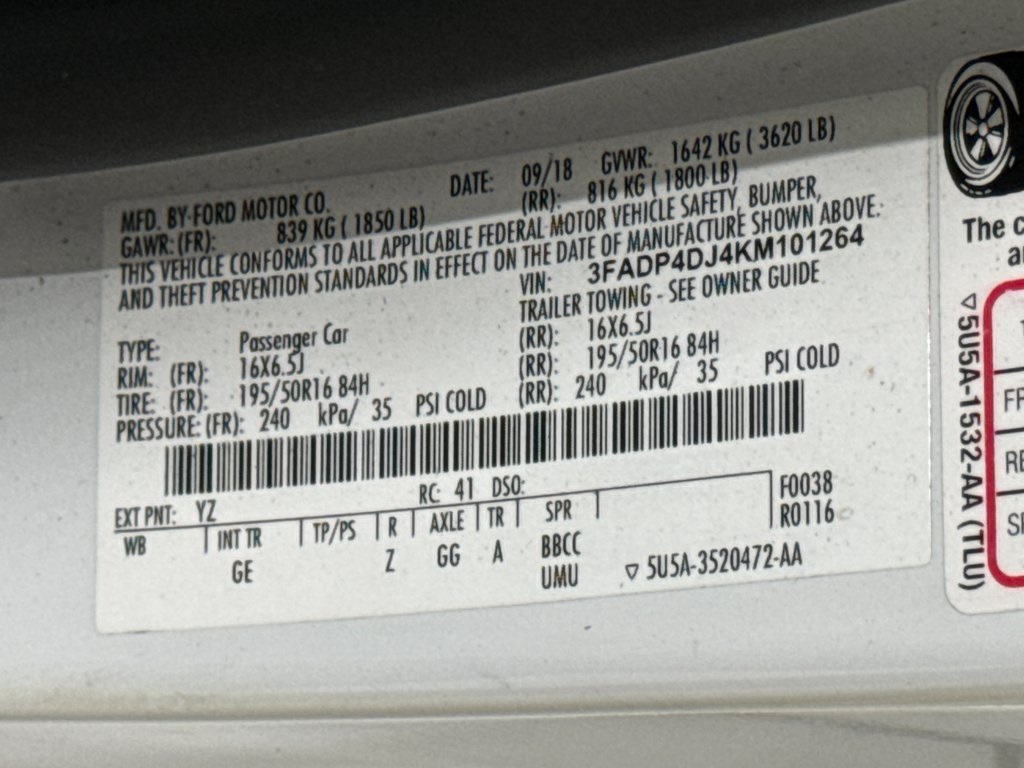 MFD. BY FORD MOTOR CO. DATE: 09/18 GVWR: 1642 KG ( 3620 LB)
GAWR: (FR): 839 KG ( 1850 LB) (RR): 816 KG ( 1800 LB)
THIS VEHICLE CONFORMS TO ALL APPLICABLE FEDERAL MOTOR VEHICLE SAFETY, BUMPER,
AND THEFT PREVENTION STANDARDS IN EFFECT ON THE DATE OF MANUFACTURE SHOWN ABOVE.
VIN: 3FADP4DJ4KM101264
TRAILER TOWING - SEE OWNER GUIDE
TYPE: Passenger Car
RIM: (FR): 16X6.5J (RR): 16X6.5J
TIRE: (FR): 195/50R16 84H (RR): 195/50R16 84H
PRESSURE: (FR): 240 kPa/ 35 PSI COLD (RR): 240 kPa/ 35 PSI COLD
EXT PNT: YZ RC: 41 DSO: F0038
WB INT TR TP/PS R AXLE TR SPR R0116
GE Z GG A BBCC
UMU ▽ 5U5A-3520472-AA
The
▽5U5A-1532-AA (TLU)